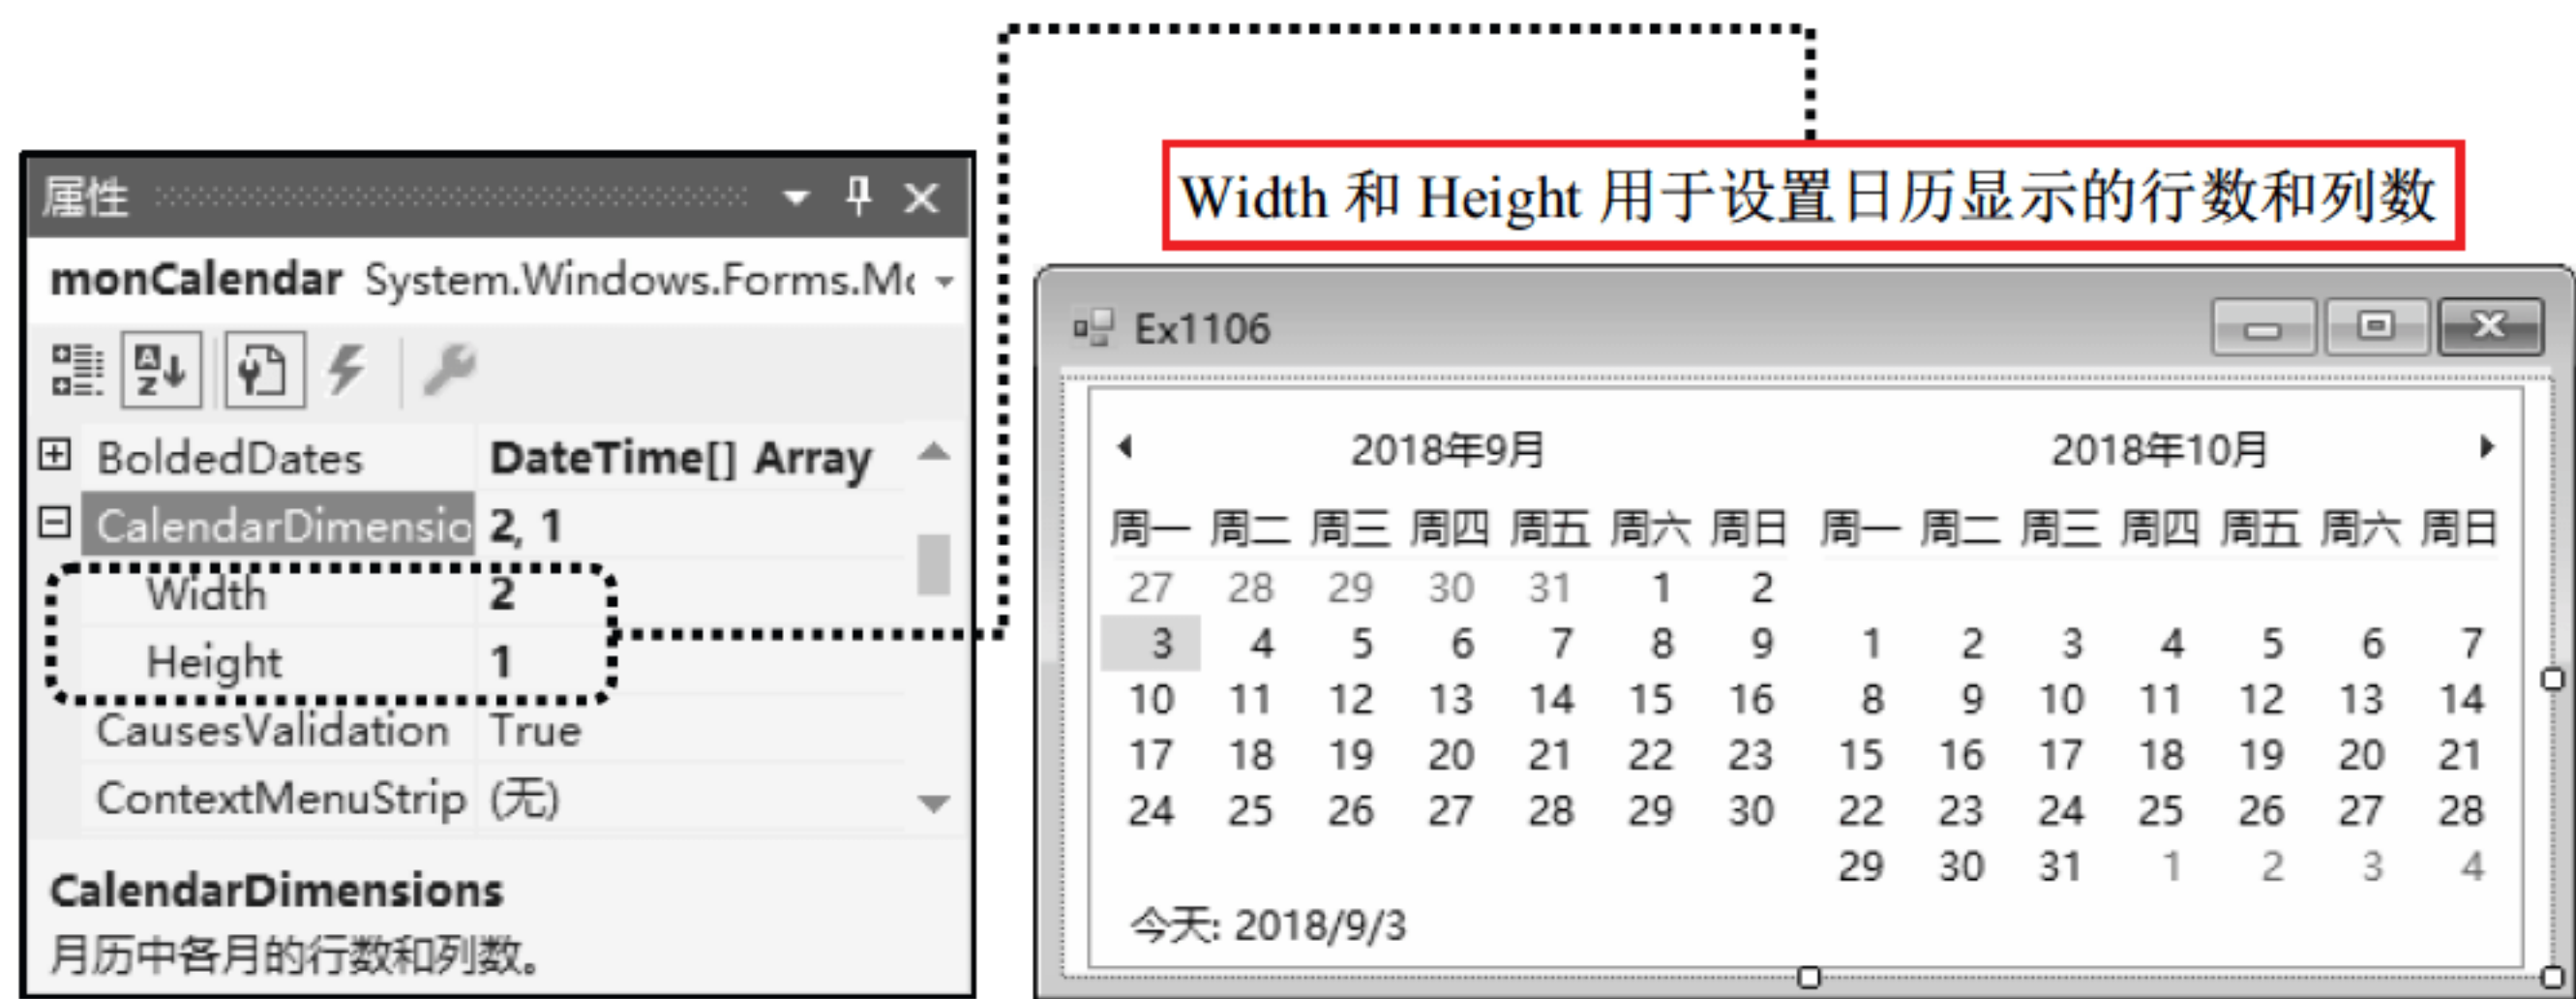 Width 和 Height 用于设置日历显示的行数和列数
属性
monCalendar System.Windows.Forms.Mc
BoldedDates DateTime[] Array
CalendarDimensio 2, 1
Width 2
Height 1
CausesValidation True
ContextMenuStrip (无)
CalendarDimensions
月历中各月的行数和列数。
Ex1106
2018年9月 2018年10月
周一 周二 周三 周四 周五 周六 周日 周一 周二 周三 周四 周五 周六 周日
27 28 29 30 31 1 2
3 4 5 6 7 8 9 1 2 3 4 5 6 7
10 11 12 13 14 15 16 8 9 10 11 12 13 14
17 18 19 20 21 22 23 15 16 17 18 19 20 21
24 25 26 27 28 29 30 22 23 24 25 26 27 28
29 30 31 1 2 3 4
今天: 2018/9/3